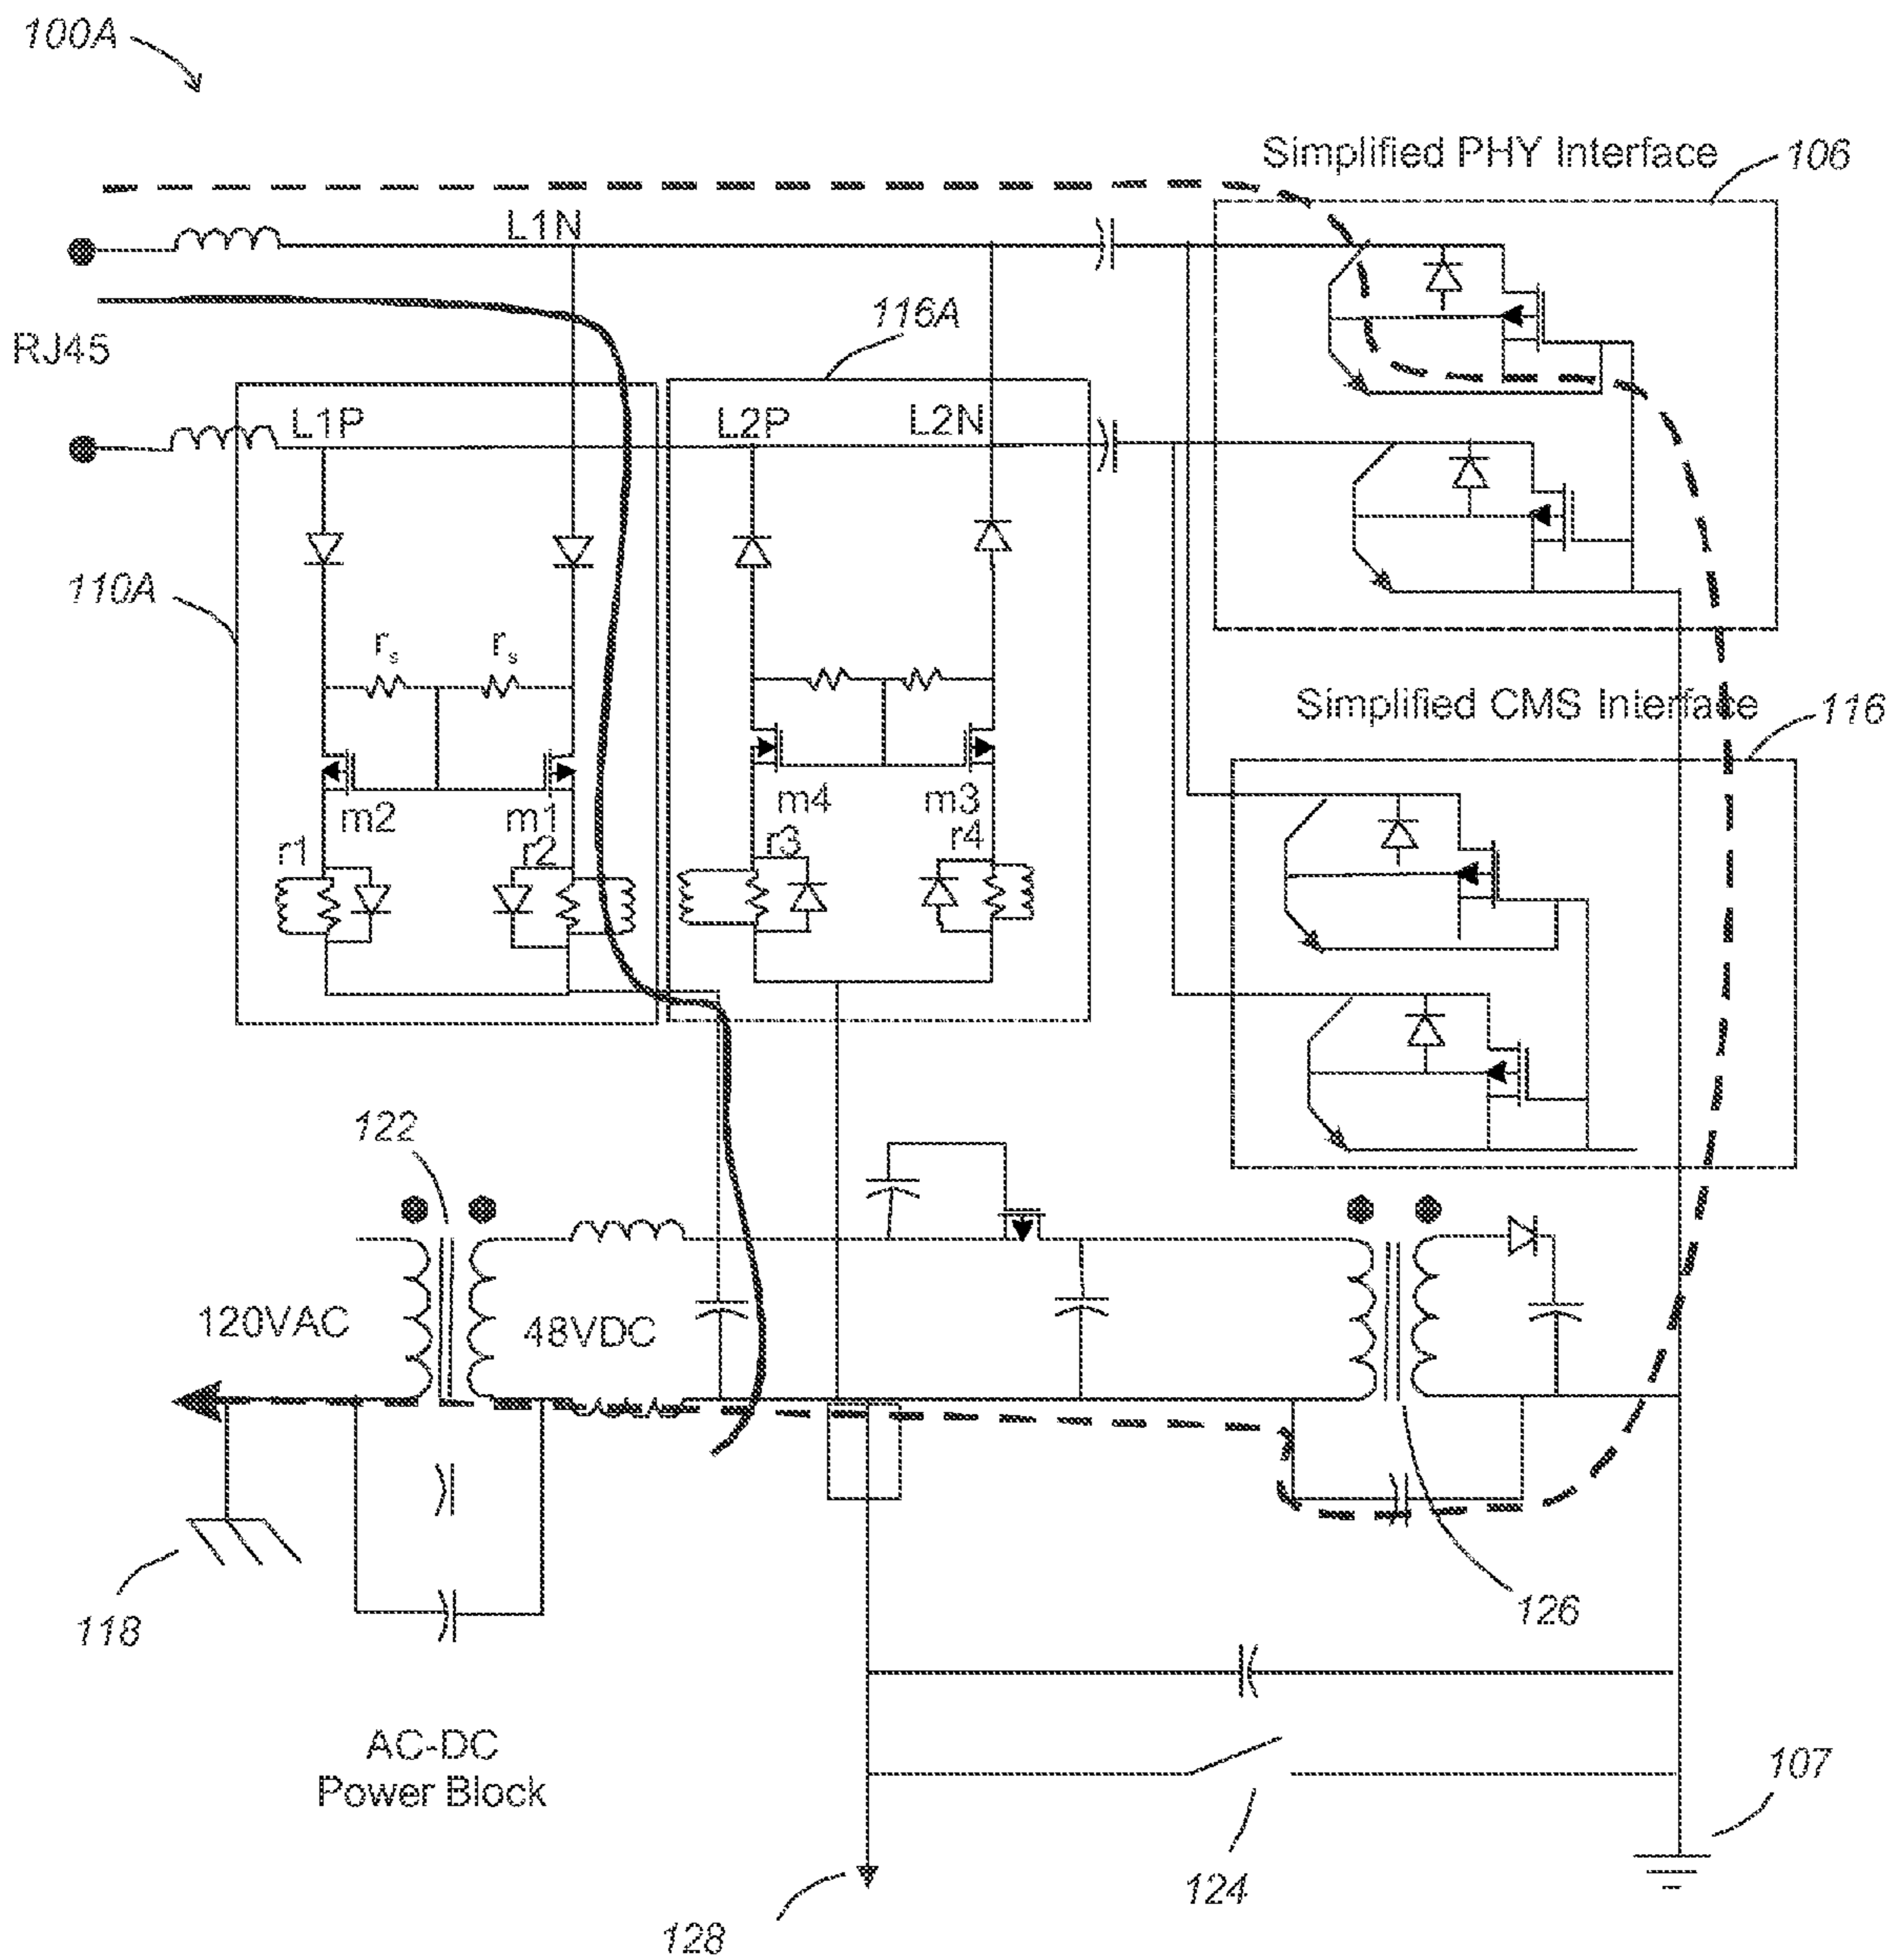 100A
Simplified PHY Interface
106
L1N
116A
RJ45
L1P
L2P
L2N
110A
rs
rs
Simplified CMS Interface
116
m2
m1
m4
m3
r1
r2
r3
r4
122
120VAC
48VDC
118
126
AC-DC
Power Block
107
124
128